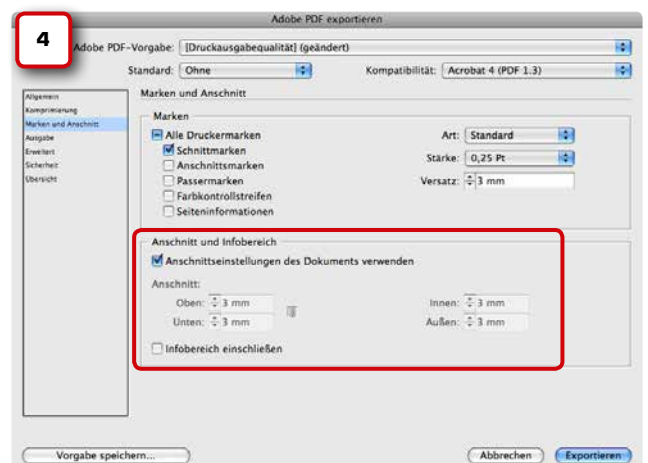 Adobe PDF exportieren
4
Adobe PDF-Vorgabe: [Druckausgabequalität] (geändert)
Standard: Ohne Kompatibilität: Acrobat 4 (PDF 1.3)
Allgemein
Komprimierung
Marken und Anschnitt
Ausgabe
Erweitert
Sicherheit
Übersicht
Marken und Anschnitt
Marken
Alle Druckermarken
Schnittmarken
Anschnittsmarken
Passermarken
Farbkontrollstreifen
Seiteninformationen
Art: Standard
Stärke: 0,25 Pt
Versatz: 3 mm
Anschnitt und Infobereich
Anschnittseinstellungen des Dokuments verwenden
Anschnitt:
Oben: 3 mm Innen: 3 mm
Unten: 3 mm Außen: 3 mm
Infobereich einschließen
Vorgabe speichern... Abbrechen Exportieren